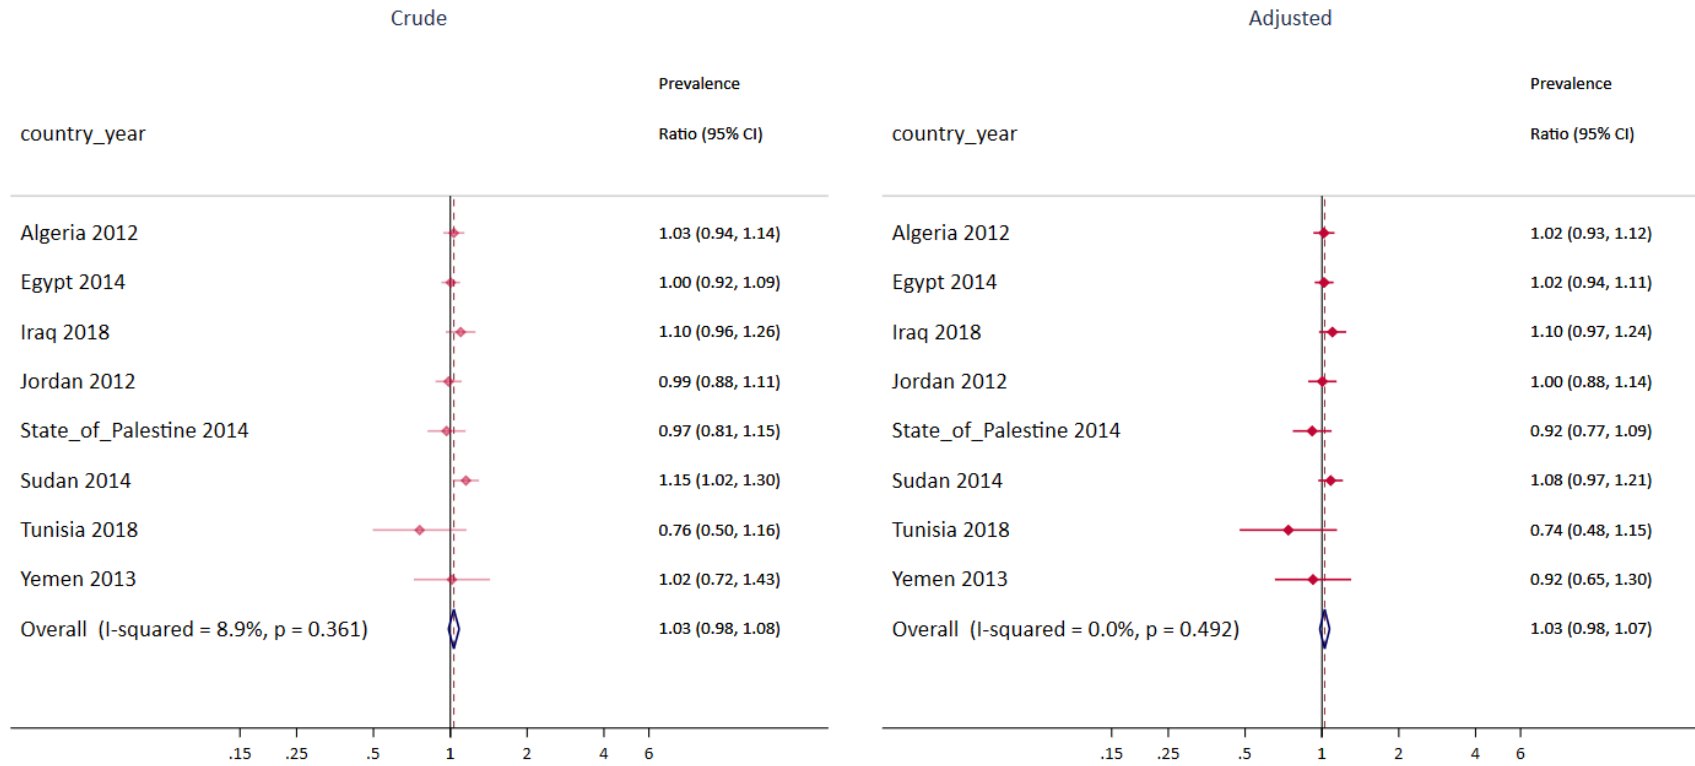 Crude
Prevalence
country_year Ratio (95% CI)
Algeria 2012 1.03 (0.94, 1.14)
Egypt 2014 1.00 (0.92, 1.09)
Iraq 2018 1.10 (0.96, 1.26)
Jordan 2012 0.99 (0.88, 1.11)
State_of_Palestine 2014 0.97 (0.81, 1.15)
Sudan 2014 1.15 (1.02, 1.30)
Tunisia 2018 0.76 (0.50, 1.16)
Yemen 2013 1.02 (0.72, 1.43)
Overall (I-squared = 8.9%, p = 0.361) 1.03 (0.98, 1.08)
.15 .25 .5 1 2 4 6
Adjusted
Prevalence
country_year Ratio (95% CI)
Algeria 2012 1.02 (0.93, 1.12)
Egypt 2014 1.02 (0.94, 1.11)
Iraq 2018 1.10 (0.97, 1.24)
Jordan 2012 1.00 (0.88, 1.14)
State_of_Palestine 2014 0.92 (0.77, 1.09)
Sudan 2014 1.08 (0.97, 1.21)
Tunisia 2018 0.74 (0.48, 1.15)
Yemen 2013 0.92 (0.65, 1.30)
Overall (I-squared = 0.0%, p = 0.492) 1.03 (0.98, 1.07)
.15 .25 .5 1 2 4 6